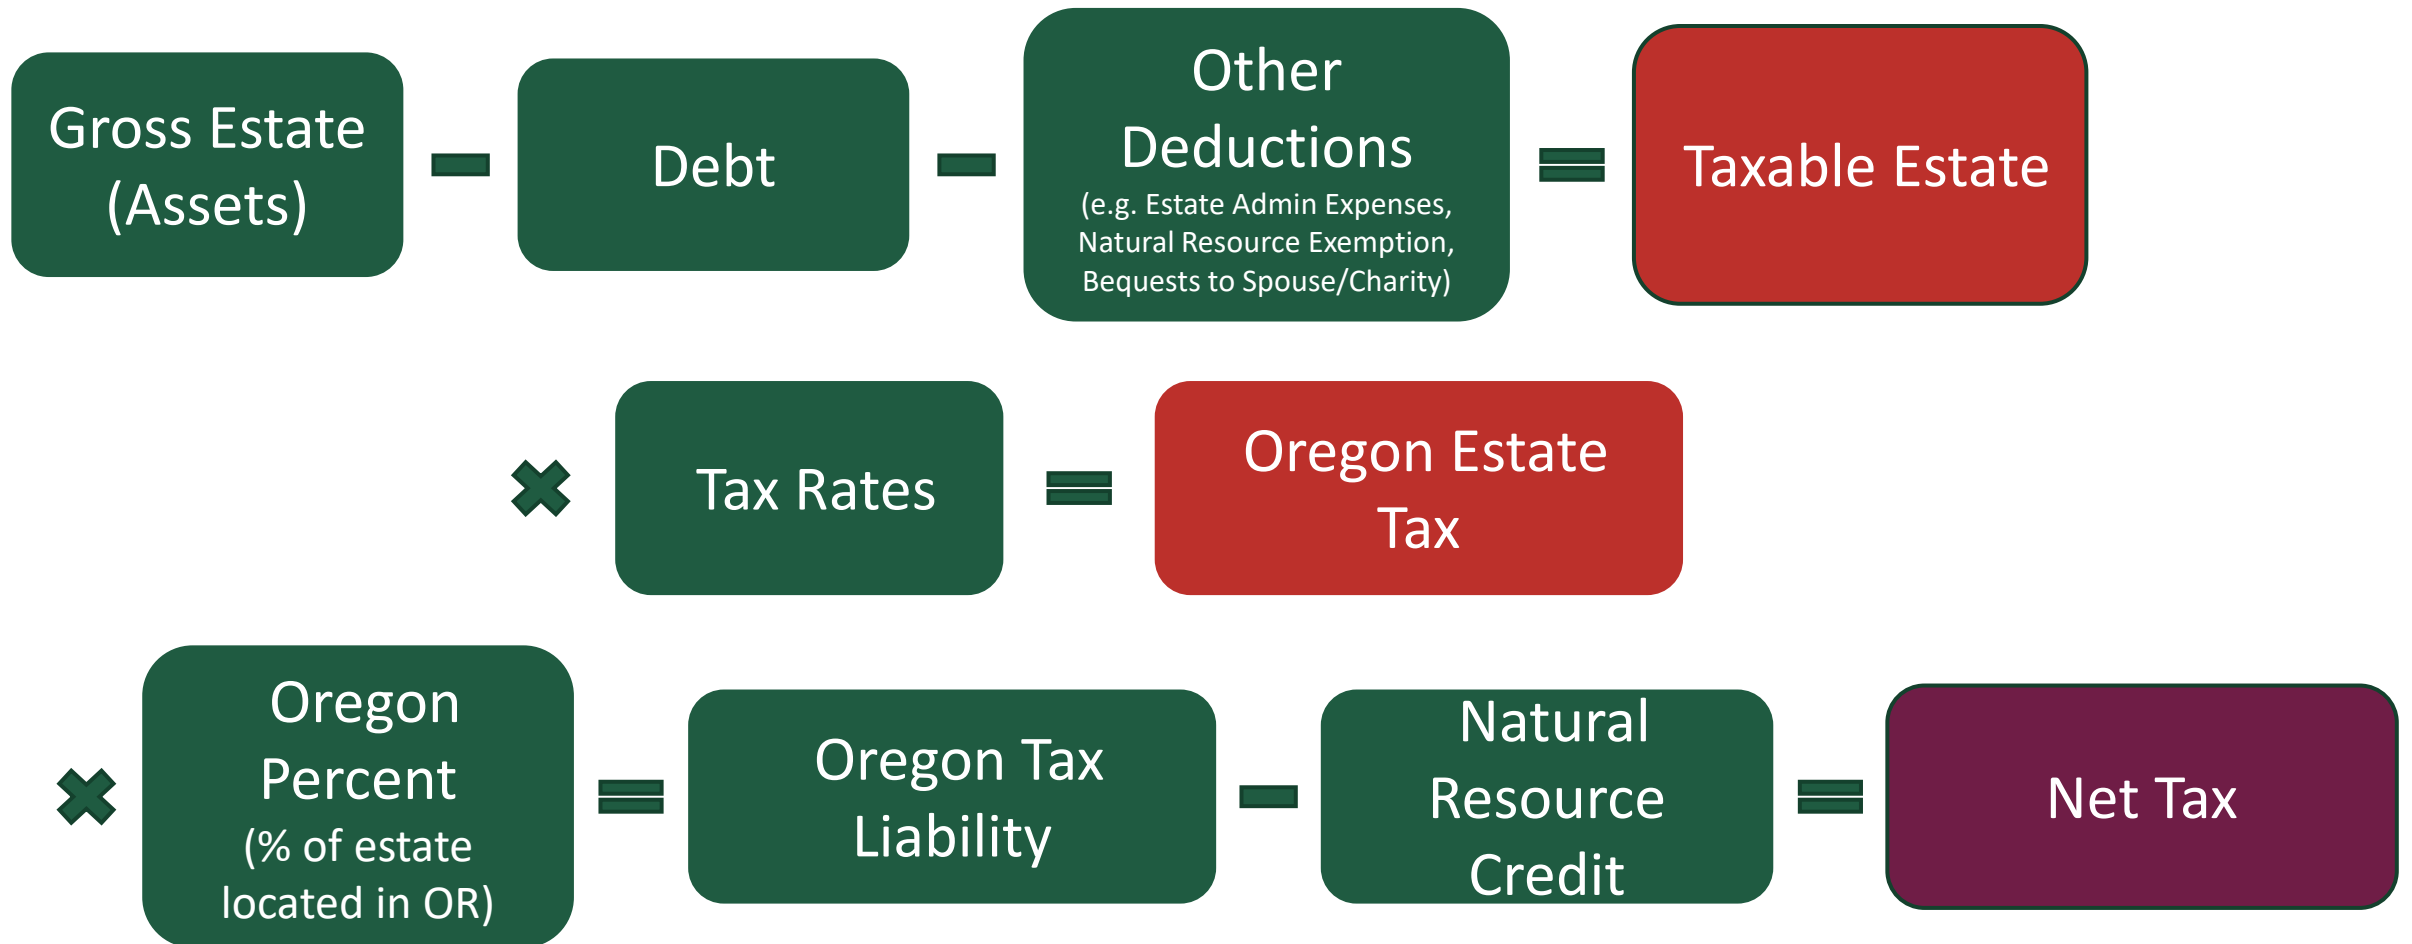 Gross Estate
(Assets)
Debt
Other
Deductions
(e.g. Estate Admin Expenses,
Natural Resource Exemption,
Bequests to Spouse/Charity)
Taxable Estate
Tax Rates
Oregon Estate
Tax
Oregon
Percent
(% of estate
located in OR)
Oregon Tax
Liability
Natural
Resource
Credit
Net Tax